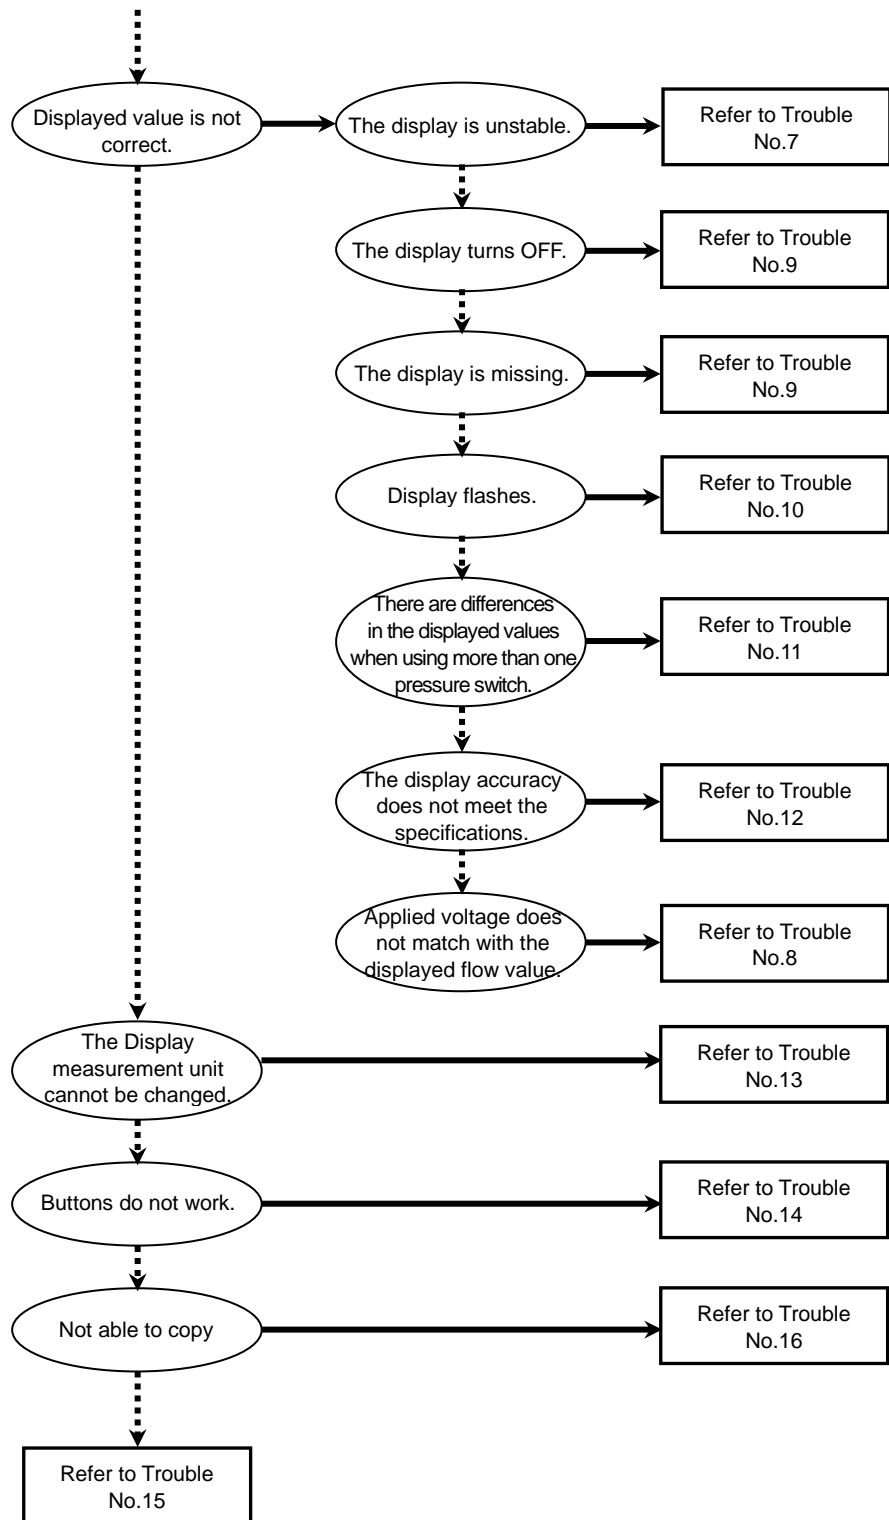 Displayed value is not
correct.
The display is unstable.
Refer to Trouble
No.7
The display turns OFF.
Refer to Trouble
No.9
The display is missing.
Refer to Trouble
No.9
Display flashes.
Refer to Trouble
No.10
There are differences
in the displayed values
when using more than one
pressure switch.
Refer to Trouble
No.11
The display accuracy
does not meet the
specifications.
Refer to Trouble
No.12
Applied voltage does
not match with the
displayed flow value.
Refer to Trouble
No.8
The Display
measurement unit
cannot be changed.
Refer to Trouble
No.13
Buttons do not work.
Refer to Trouble
No.14
Not able to copy
Refer to Trouble
No.16
Refer to Trouble
No.15